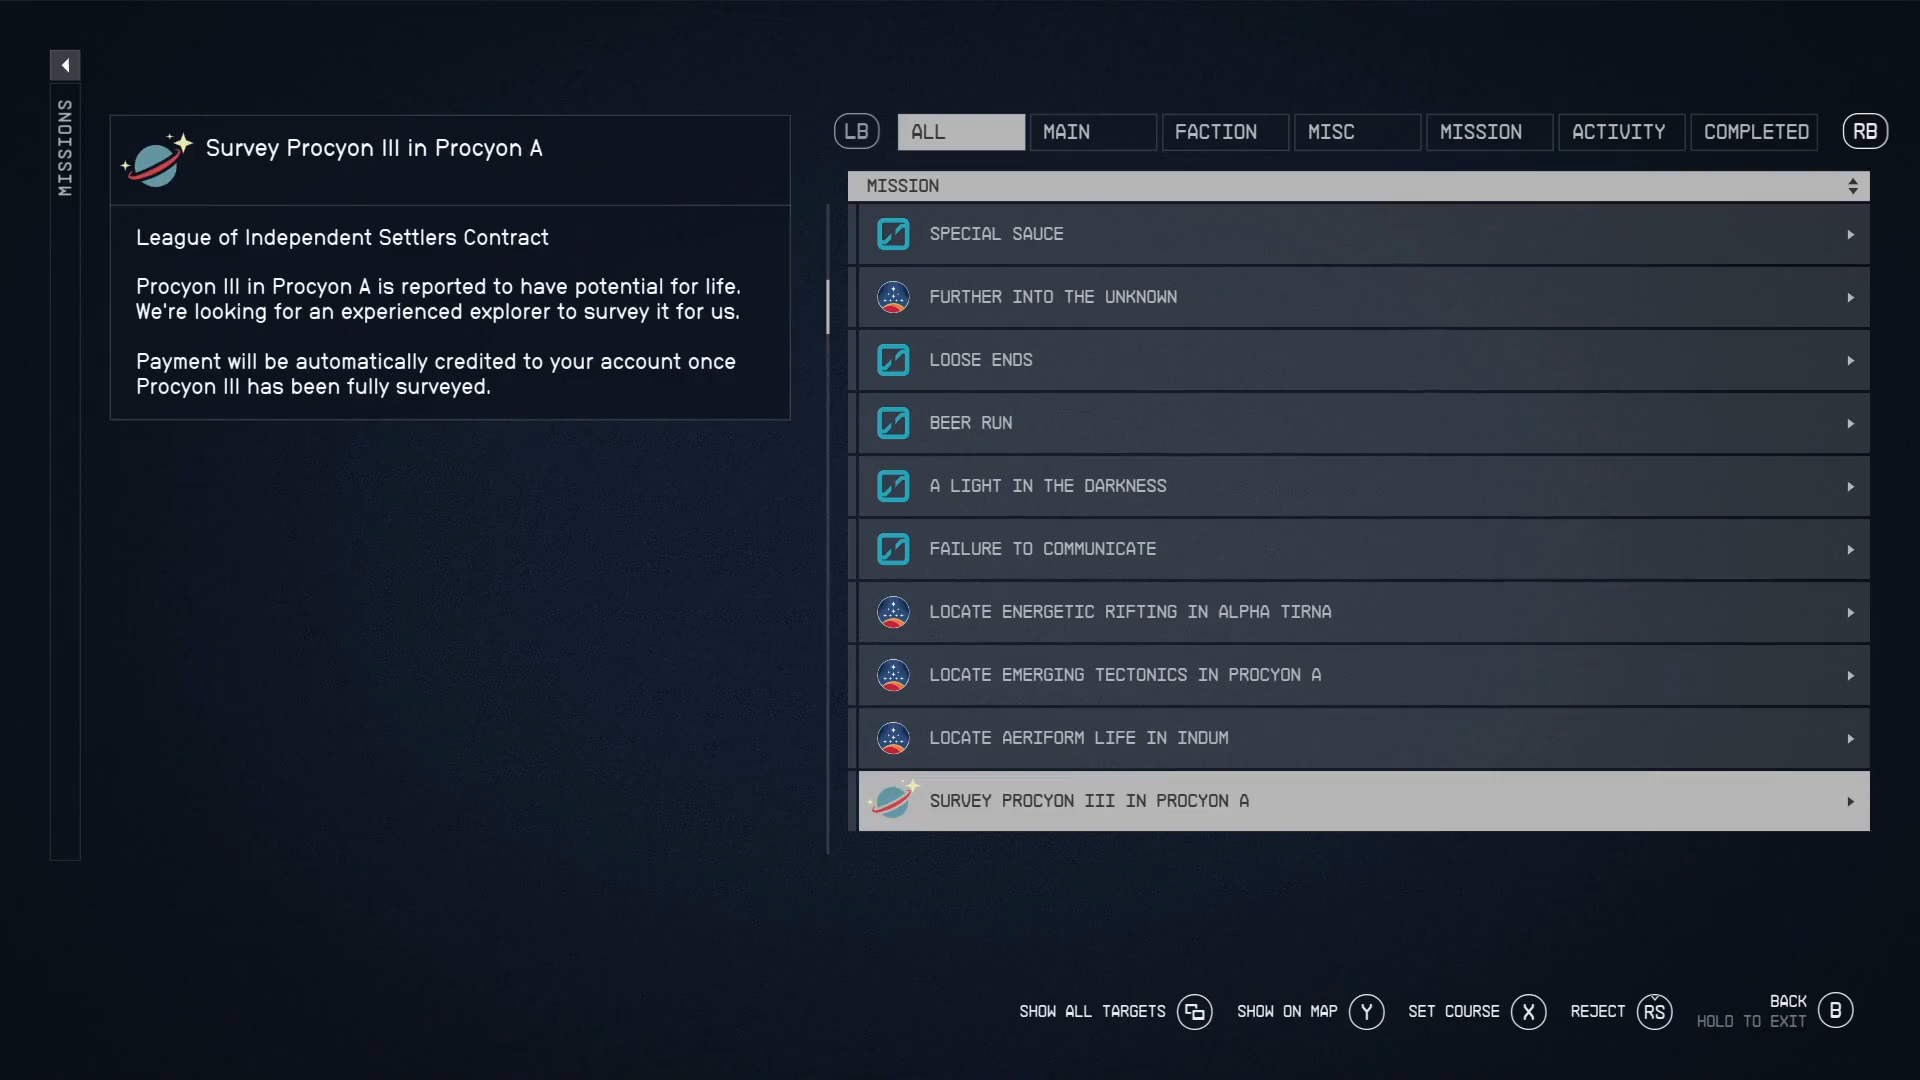 MISSIONS
Survey Procyon III in Procyon A
League of Independent Settlers Contract
Procyon III in Procyon A is reported to have potential for life.
We're looking for an experienced explorer to survey it for us.
Payment will be automatically credited to your account once
Procyon III has been fully surveyed.
LB ALL MAIN FACTION MISC MISSION ACTIVITY COMPLETED RB
MISSION
SPECIAL SAUCE
FURTHER INTO THE UNKNOWN
LOOSE ENDS
BEER RUN
A LIGHT IN THE DARKNESS
FAILURE TO COMMUNICATE
LOCATE ENERGETIC RIFTING IN ALPHA TIRNA
LOCATE EMERGING TECTONICS IN PROCYON A
LOCATE AERIFORM LIFE IN INDUM
SURVEY PROCYON III IN PROCYON A
SHOW ALL TARGETS SHOW ON MAP Y SET COURSE X REJECT RS BACK B
HOLD TO EXIT